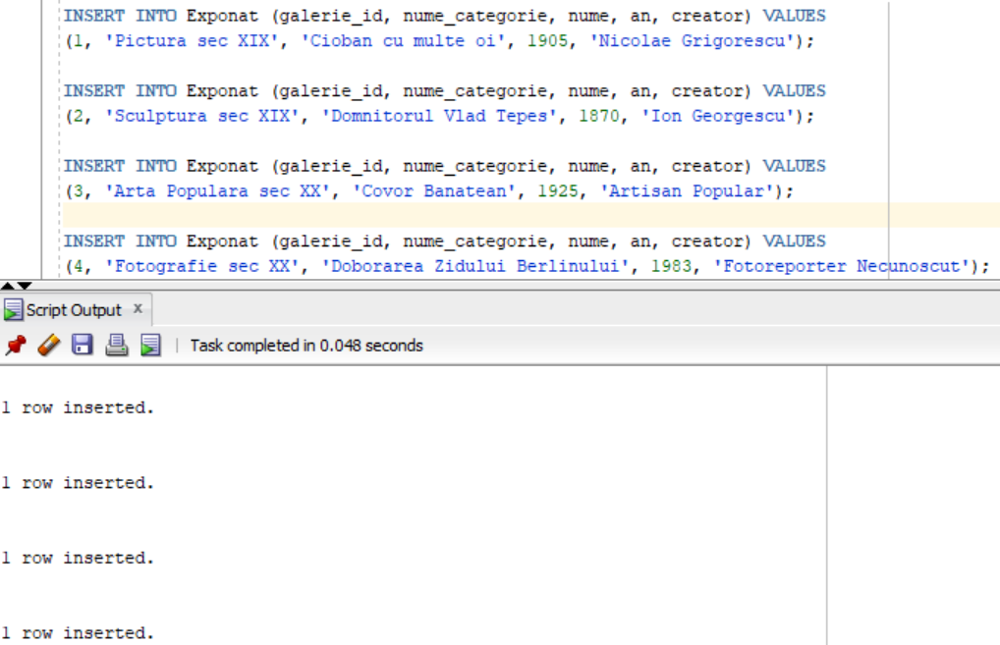 INSERT INTO Exponat (galerie_id, nume_categorie, nume, an, creator) VALUES
(1, 'Pictura sec XIX', 'Cioban cu multe oi', 1905, 'Nicolae Grigorescu');
INSERT INTO Exponat (galerie_id, nume_categorie, nume, an, creator) VALUES
(2, 'Sculptura sec XIX', 'Domnitorul Vlad Tepes', 1870, 'Ion Georgescu');
INSERT INTO Exponat (galerie_id, nume_categorie, nume, an, creator) VALUES
(3, 'Arta Populara sec XX', 'Covor Banatean', 1925, 'Artisan Popular');
INSERT INTO Exponat (galerie_id, nume_categorie, nume, an, creator) VALUES
(4, 'Fotografie sec XX', 'Doborarea Zidului Berlinului', 1983, 'Fotoreporter Necunoscut');
Script Output x
Task completed in 0.048 seconds
1 row inserted.
1 row inserted.
1 row inserted.
1 row inserted.